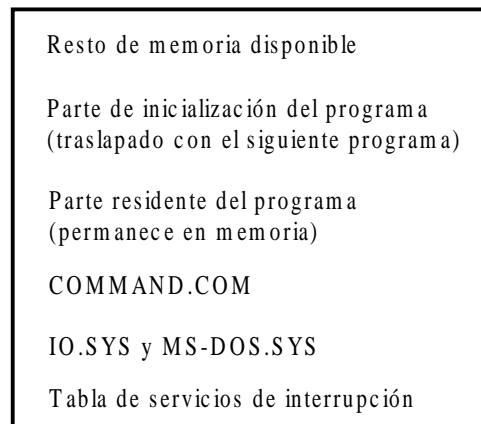 Resto de memoria disponible
Parte de inicialización del programa
(traslapado con el siguiente programa)
Parte residente del programa
(permanece en memoria)
COMMAND.COM
IO.SYS y MS-DOS.SYS
Tabla de servicios de interrupción